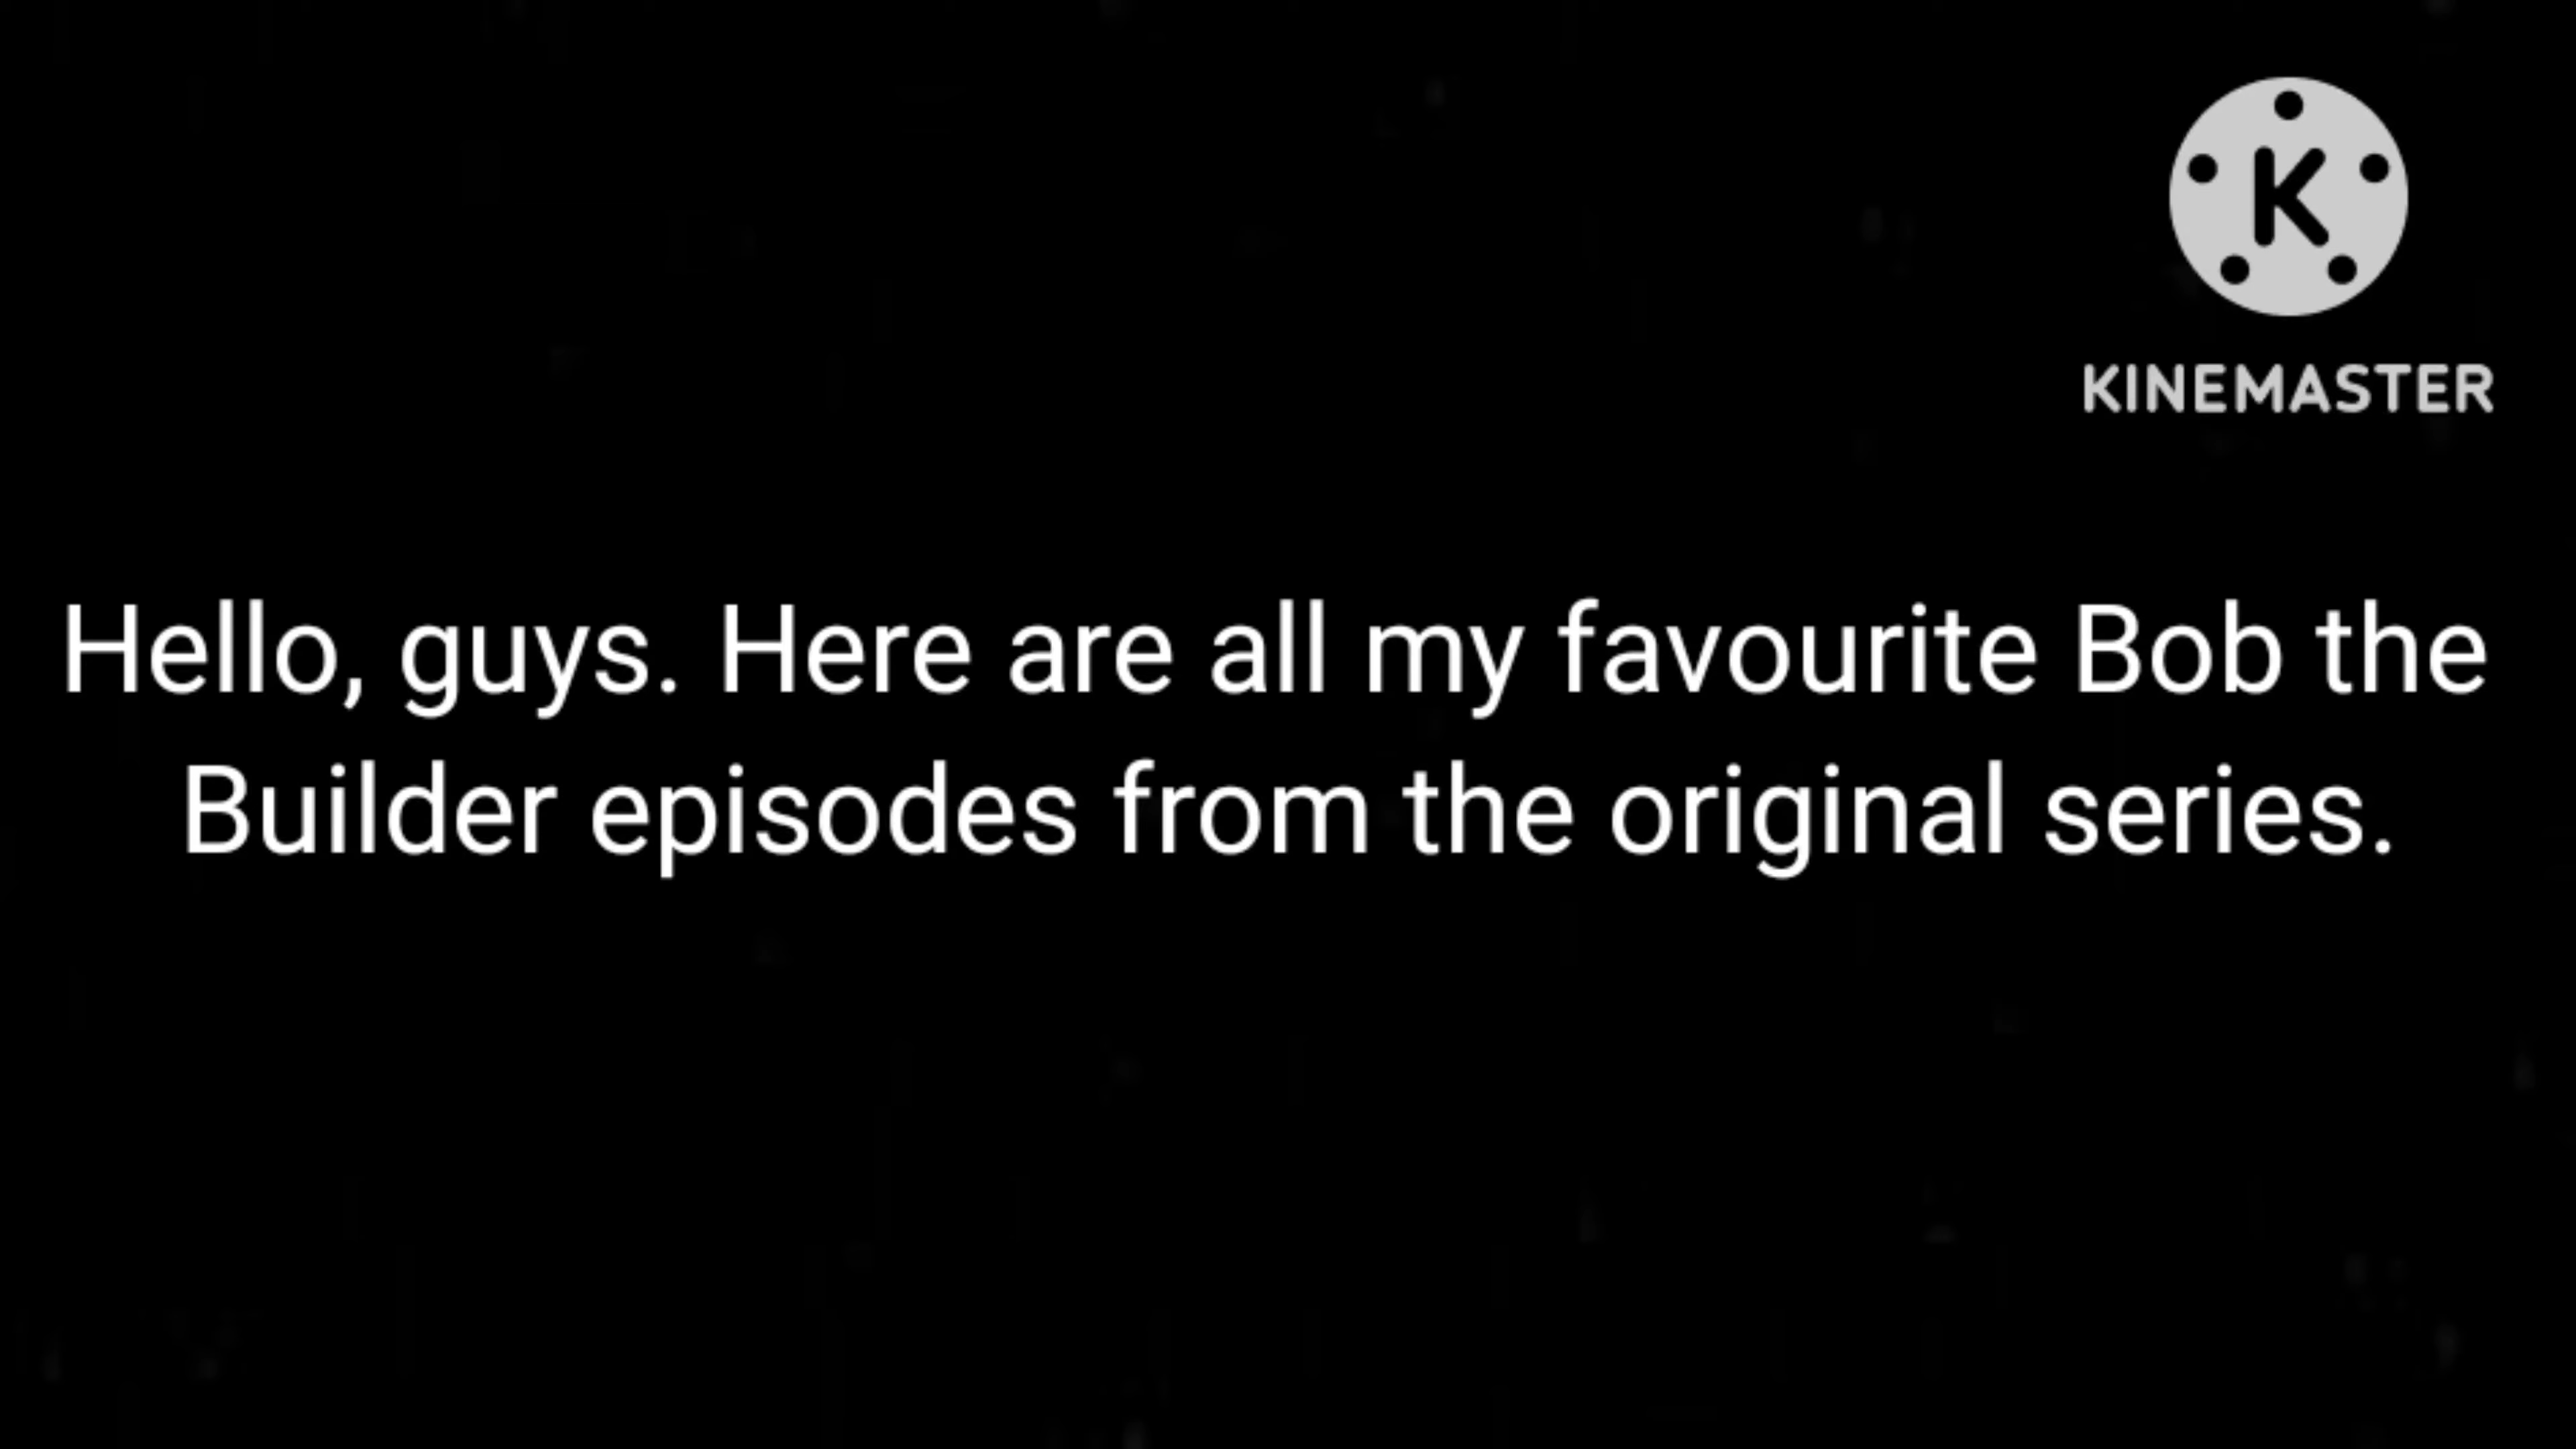 K
KINEMASTER
Hello, guys. Here are all my favourite Bob the
Builder episodes from the original series.